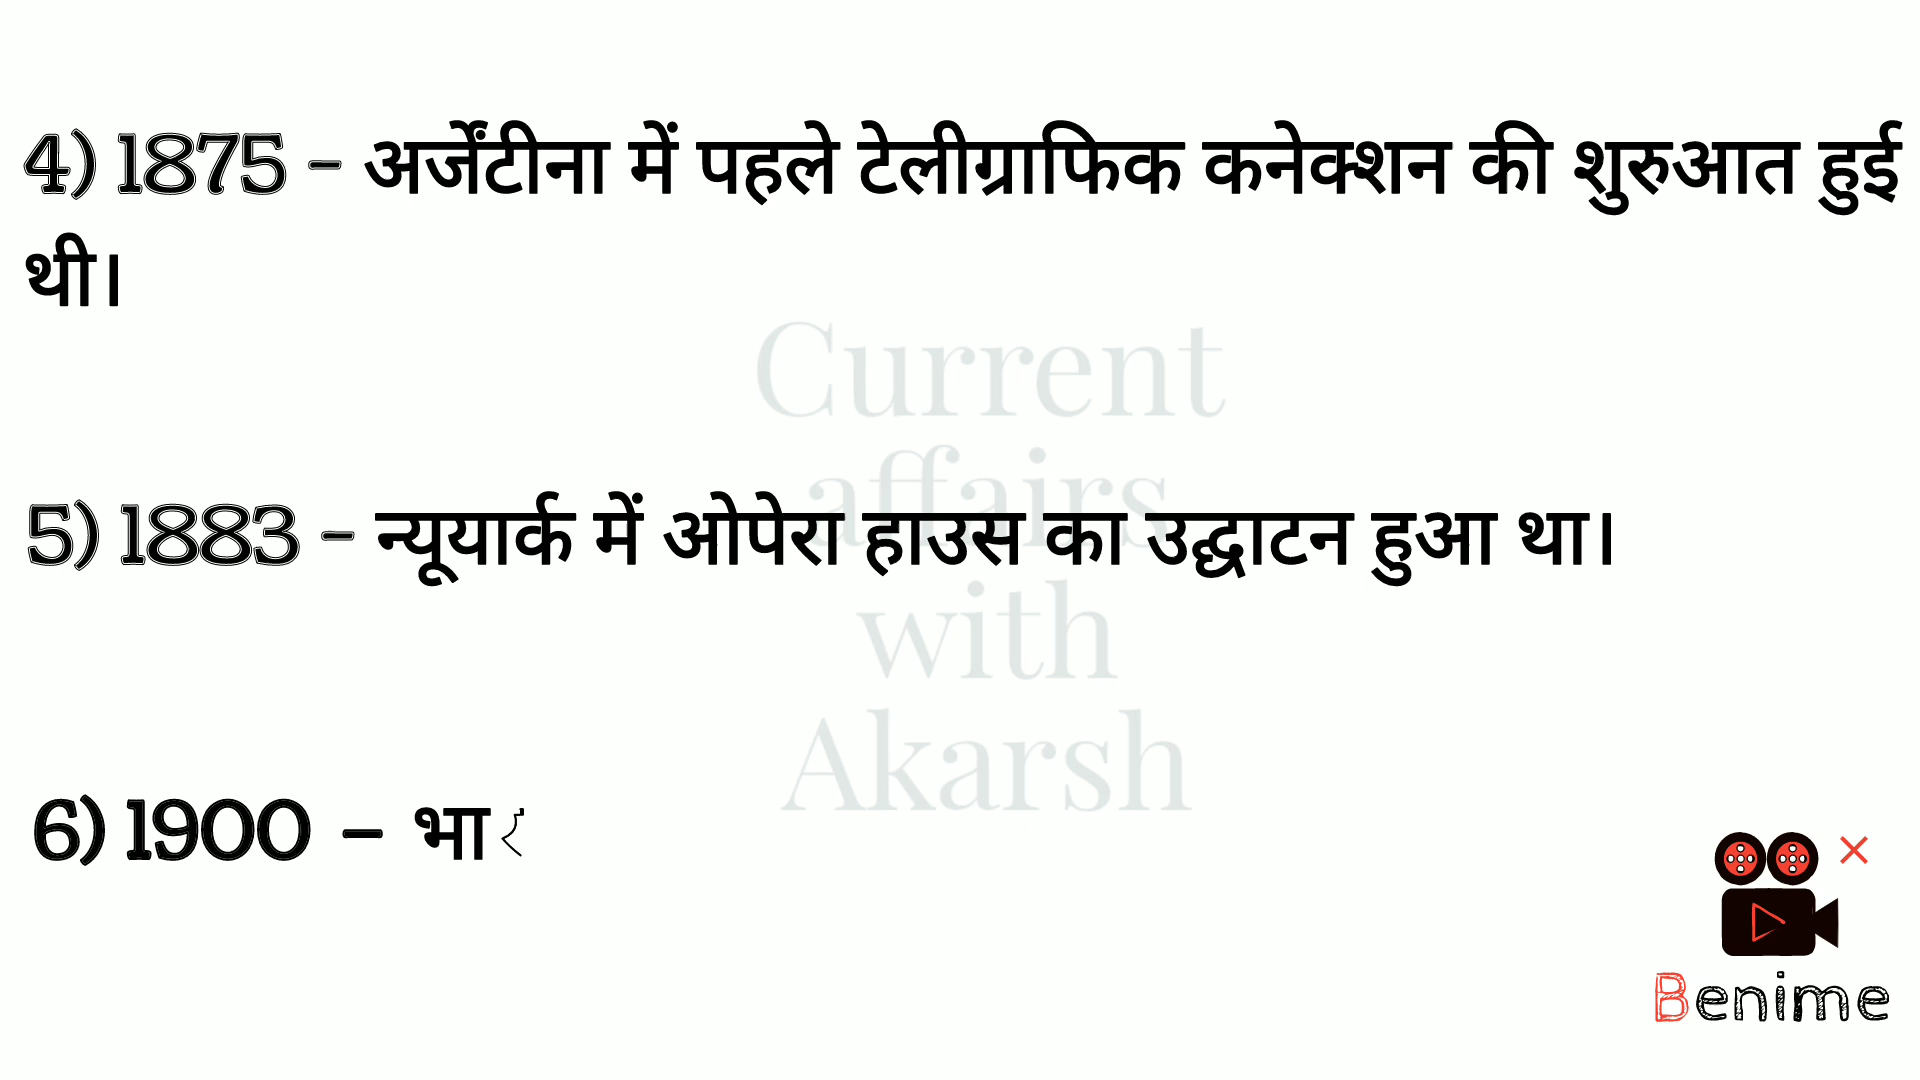 4) 1875 - अर्जेंटीना में पहले टेलीग्राफिक कनेक्शन की शुरुआत हुई
थी।
Current
affairs
5) 1883 - न्यूयार्क में ओपेरा हाउस का उद्घाटन हुआ था।
with
Akarsh
6) 1900 – भा
Benime